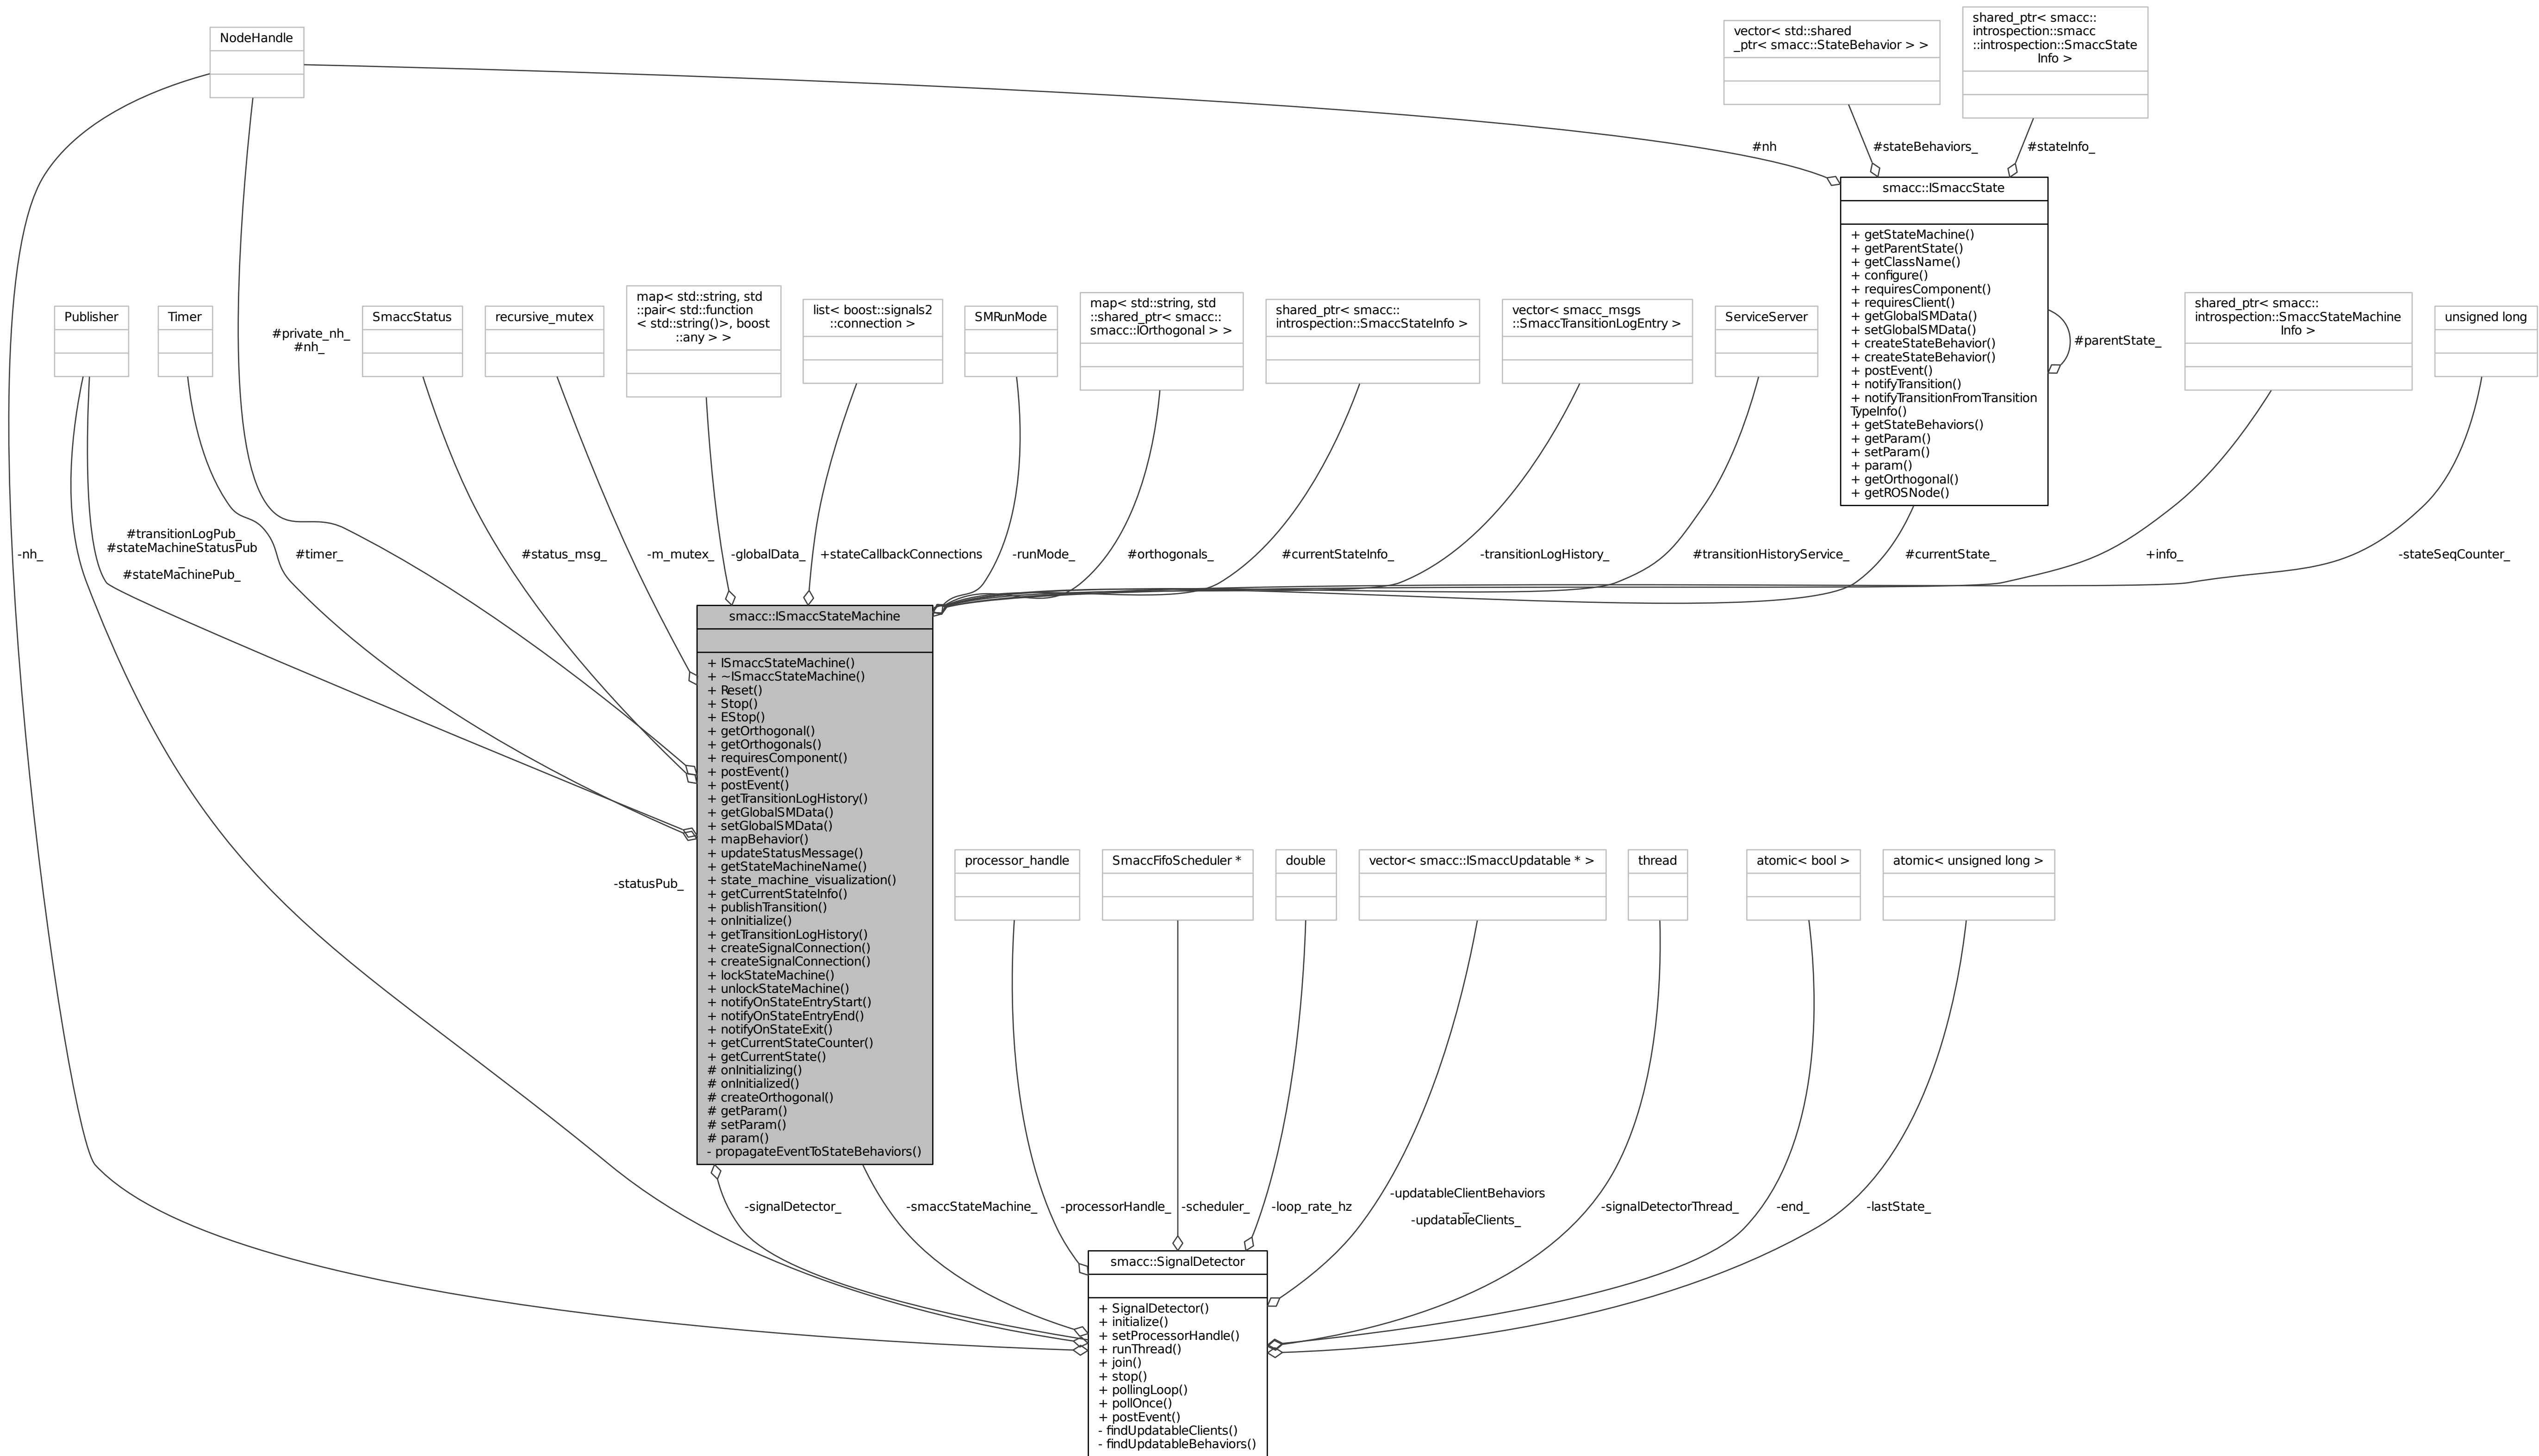 NodeHandle
vector< std::shared
_ptr< smacc::StateBehavior > >
shared_ptr< smacc::
introspection::smacc
::introspection::SmaccState
Info >
#nh
#stateBehaviors_
#stateInfo_
smacc::ISmaccState
+ getStateMachine()
+ getParentState()
+ getClassName()
+ configure()
+ requiresComponent()
+ requiresClient()
+ getGlobalSMData()
+ setGlobalSMData()
+ createStateBehavior()
+ createStateBehavior()
+ postEvent()
+ notifyTransition()
+ notifyTransitionFromTransition
TypeInfo()
+ getStateBehaviors()
+ getParam()
+ setParam()
+ param()
+ getOrthogonal()
+ getROSNode()
#parentState_
Publisher
Timer
#private_nh_
#nh_
SmaccStatus
recursive_mutex
map< std::string, std
::pair< std::function
< std::string()>, boost
::any > >
list< boost::signals2
::connection >
SMRunMode
map< std::string, std
::shared_ptr< smacc::
smacc::IOrthogonal > >
shared_ptr< smacc::
introspection::SmaccStateInfo >
vector< smacc_msgs
::SmaccTransitionLogEntry >
ServiceServer
shared_ptr< smacc::
introspection::SmaccStateMachine
Info >
unsigned long
-nh_
#transitionLogPub_
#stateMachineStatusPub
_
#stateMachinePub_
#timer_
#status_msg_
-m_mutex_
-globalData_
+stateCallbackConnections
-runMode_
#orthogonals_
#currentStateInfo_
-transitionLogHistory_
#transitionHistoryService_
#currentState_
+info_
-stateSeqCounter_
smacc::ISmaccStateMachine
+ ISmaccStateMachine()
+ ~ISmaccStateMachine()
+ Reset()
+ Stop()
+ EStop()
+ getOrthogonal()
+ getOrthogonals()
+ requiresComponent()
+ postEvent()
+ postEvent()
+ getTransitionLogHistory()
+ getGlobalSMData()
+ setGlobalSMData()
+ mapBehavior()
+ updateStatusMessage()
+ getStateMachineName()
+ state_machine_visualization()
+ getCurrentStateInfo()
+ publishTransition()
+ onInitialize()
+ getTransitionLogHistory()
+ createSignalConnection()
+ createSignalConnection()
+ lockStateMachine()
+ unlockStateMachine()
+ notifyOnStateEntryStart()
+ notifyOnStateEntryEnd()
+ notifyOnStateExit()
+ getCurrentStateCounter()
+ getCurrentState()
# onInitializing()
# onInitialized()
# createOrthogonal()
# getParam()
# setParam()
# param()
- propagateEventToStateBehaviors()
-statusPub_
processor_handle
SmaccFifoScheduler *
double
vector< smacc::ISmaccUpdatable * >
thread
atomic< bool >
atomic< unsigned long >
-signalDetector_
-smaccStateMachine_
-processorHandle_
-scheduler_
-loop_rate_hz
-updatableClientBehaviors
_
-updatableClients_
-signalDetectorThread_
-end_
-lastState_
smacc::SignalDetector
+ SignalDetector()
+ initialize()
+ setProcessorHandle()
+ runThread()
+ join()
+ stop()
+ pollingLoop()
+ pollOnce()
+ postEvent()
- findUpdatableClients()
- findUpdatableBehaviors()